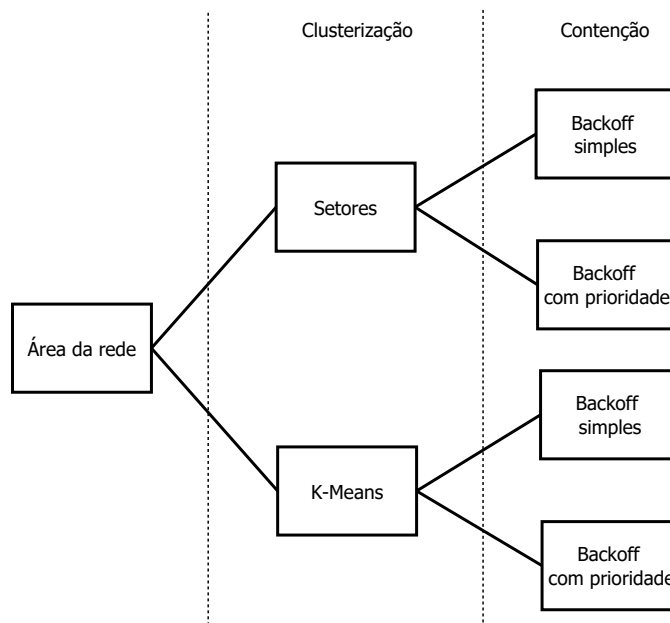 Clusterização
Contenção
Backoff
simples
Setores
Backoff
com prioridade
Área da rede
Backoff
simples
K-Means
Backoff
com prioridade